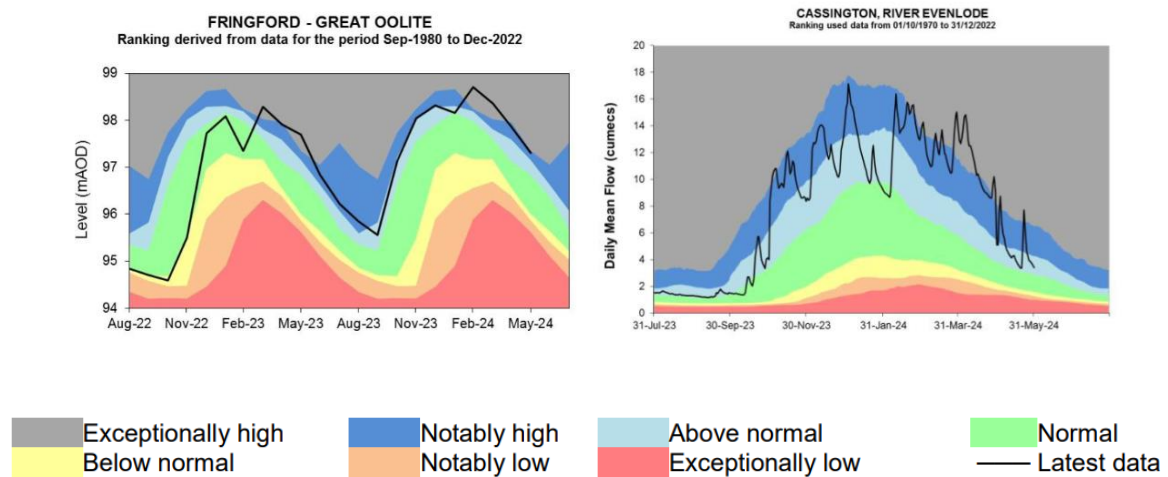 FRINGFORD - GREAT OOLITE
Ranking derived from data for the period Sep-1980 to Dec-2022
Level (mAOD)
99
98
97
96
95
94
Aug-22 Nov-22 Feb-23 May-23 Aug-23 Nov-23 Feb-24 May-24
CASSINGTON, RIVER EVENLODE
Ranking used data from 01/10/1970 to 31/12/2022
Daily Mean Flow (cumecs)
20
18
16
14
12
10
8
6
4
2
0
31-Jul-23 30-Sep-23 30-Nov-23 31-Jan-24 31-Mar-24 31-May-24
Exceptionally high Notably high Above normal Normal
Below normal Notably low Exceptionally low Latest data